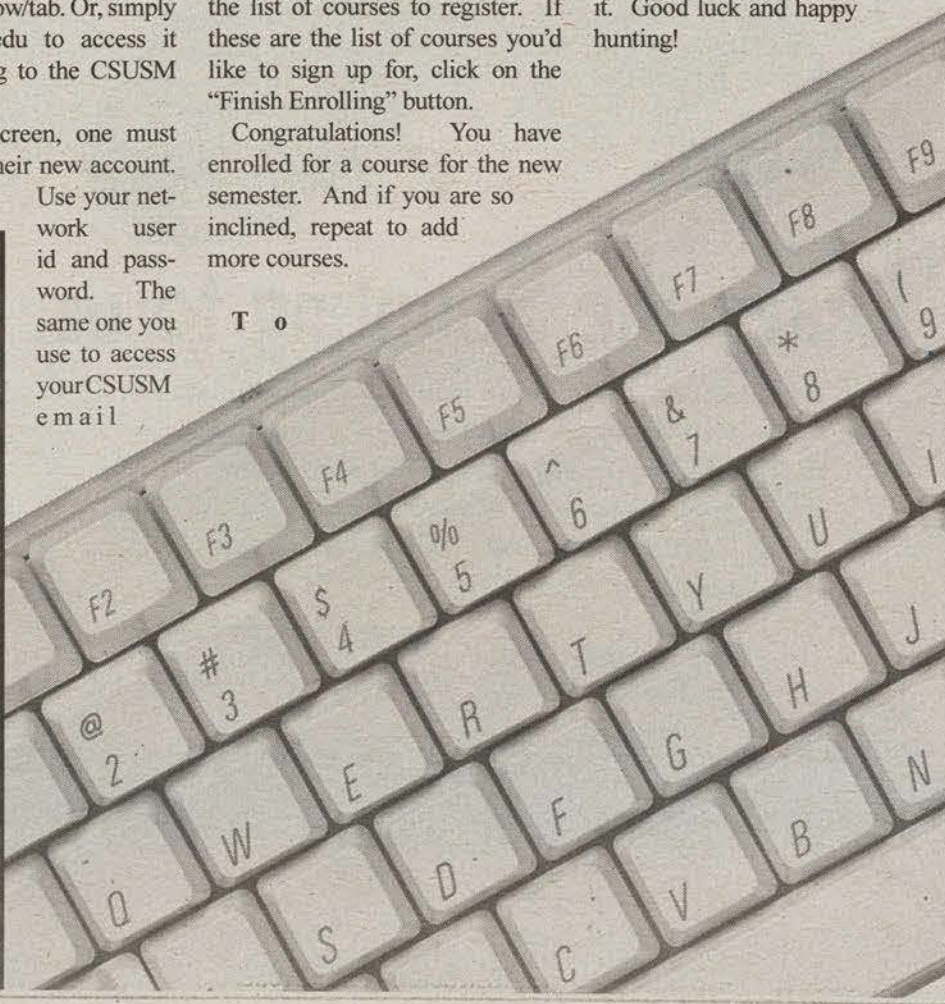 ow/tab. Or, simply
edu to access it
g to the CSUSM
creen, one must
heir new account.
Use your net-
work user
id and pass-
word. The
same one you
use to access
your CSUSM
email
the list of courses to register. If
these are the list of courses you'd
like to sign up for, click on the
"Finish Enrolling" button.
Congratulations! You have
enrolled for a course for the new
semester. And if you are so
inclined, repeat to add
more courses.
To
it. Good luck and happy
hunting!
F2 F3 F4 F5 F6 F7 F8 F9
@ # $ % ^ & * (
2 3 4 5 6 7 8 9
Q W E R T Y U I
S D F G H J
C V B N